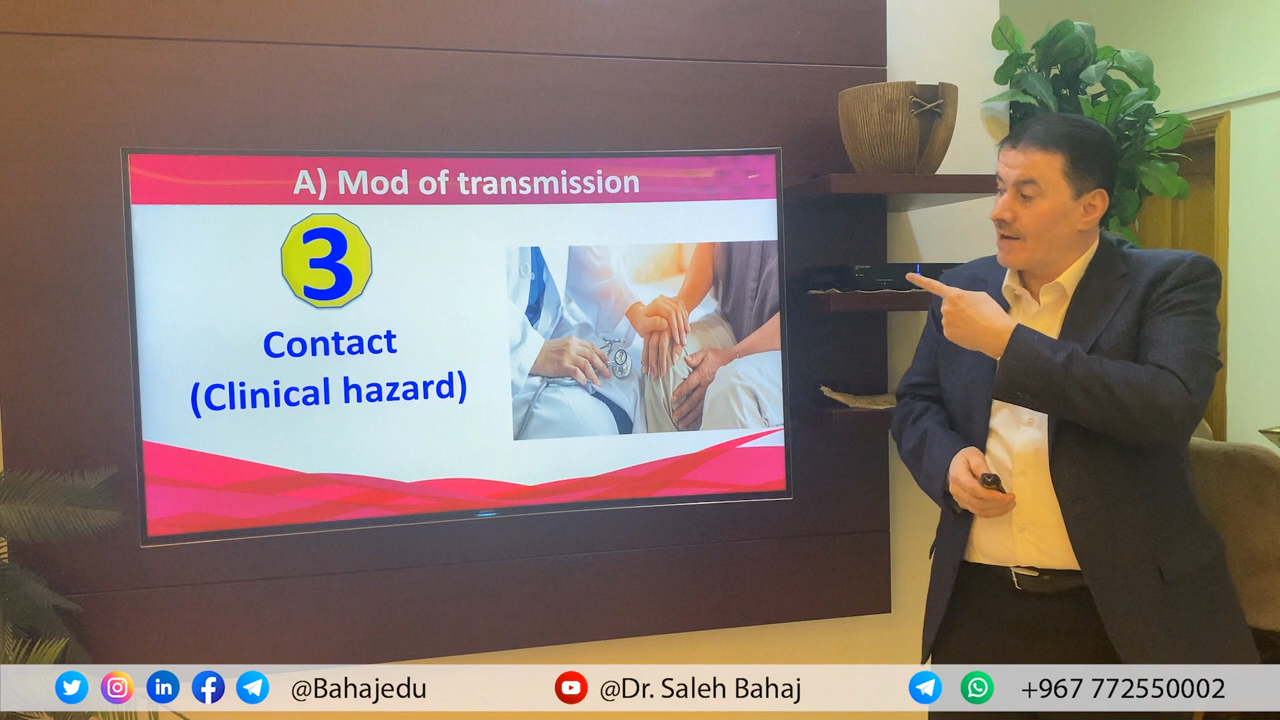 A) Mod of transmission
3
Contact
(Clinical hazard)
@Bahajedu
@Dr. Saleh Bahaj
+967 772550002